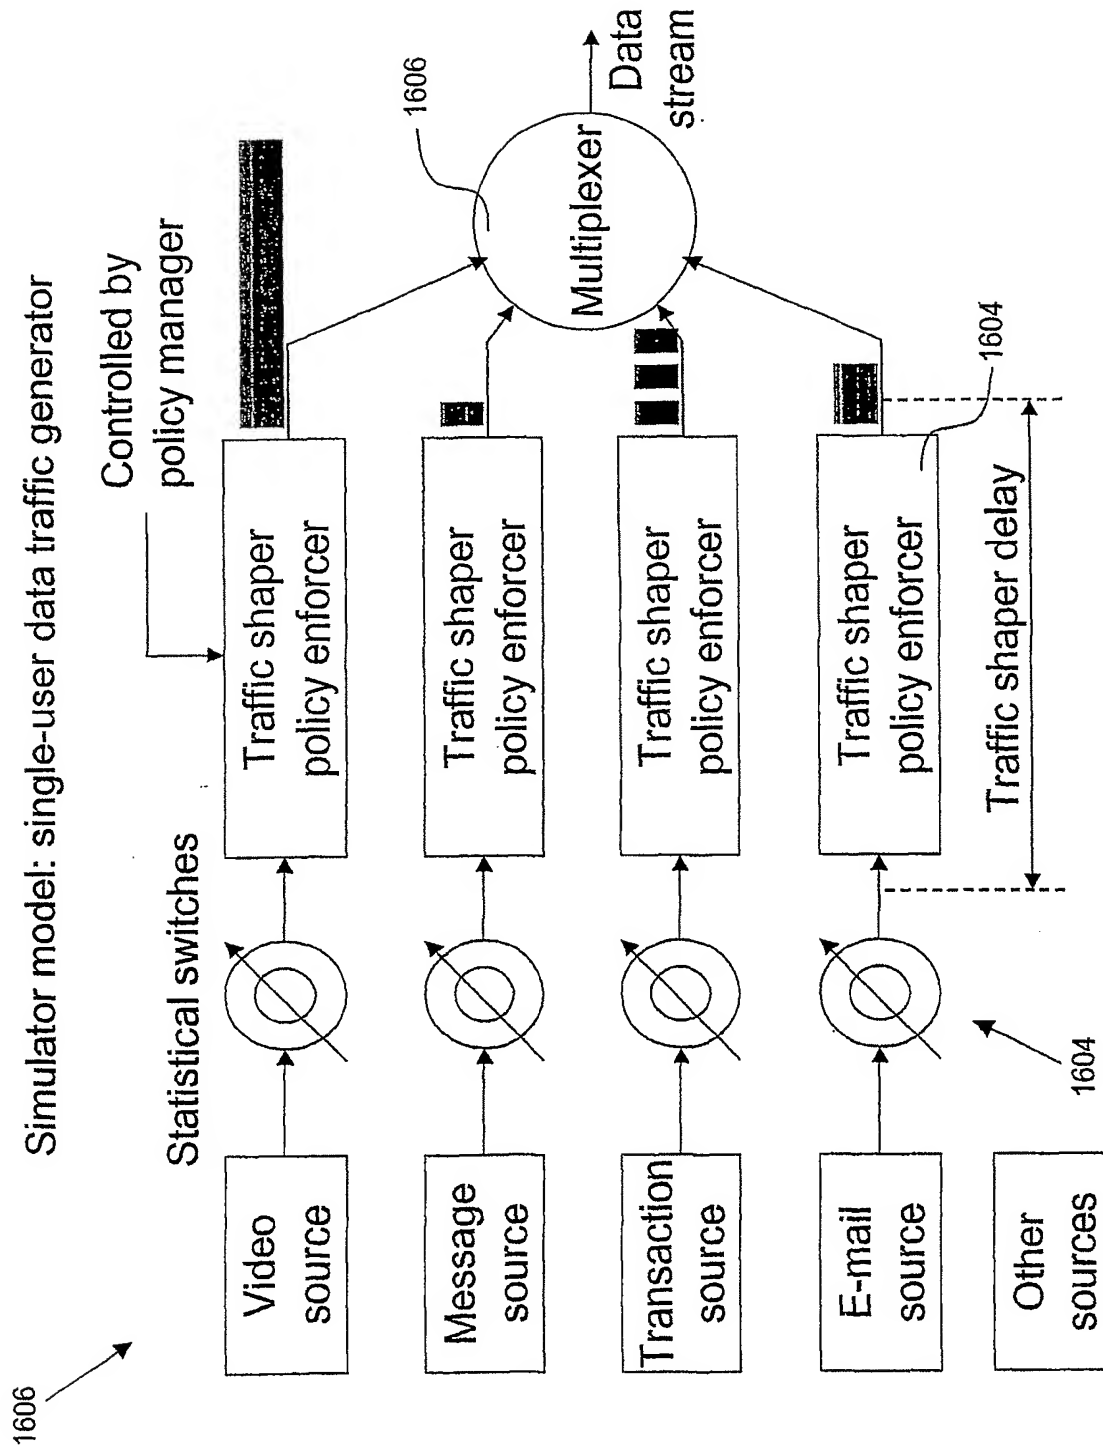 Simulator model: single-user data traffic generator
1606
Controlled by
policy manager
Statistical switches
Video
source
Traffic shaper
policy enforcer
1606
Message
source
Traffic shaper
policy enforcer
Multiplexer
Data
stream
Transaction
source
Traffic shaper
policy enforcer
E-mail
source
Traffic shaper
policy enforcer
1604
1604
Traffic shaper delay
Other
sources